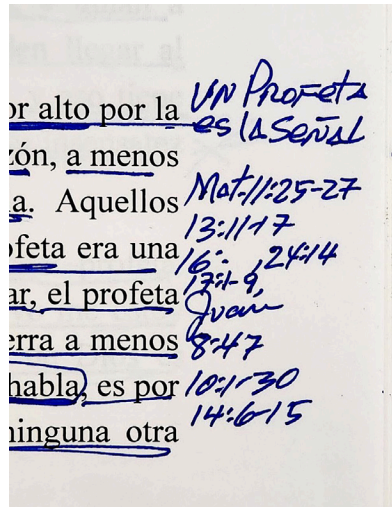 or alto por la UN PROFETA
es la Señal
zón, a menos
a. Aquellos Mat. 11:25-27
13:11-17
ofeta era una 16:- , 24:14
ar, el profeta 17:1-9,
Juan
erra a menos 8:47
habla, es por 10:1-30
14:6-15
ninguna otra